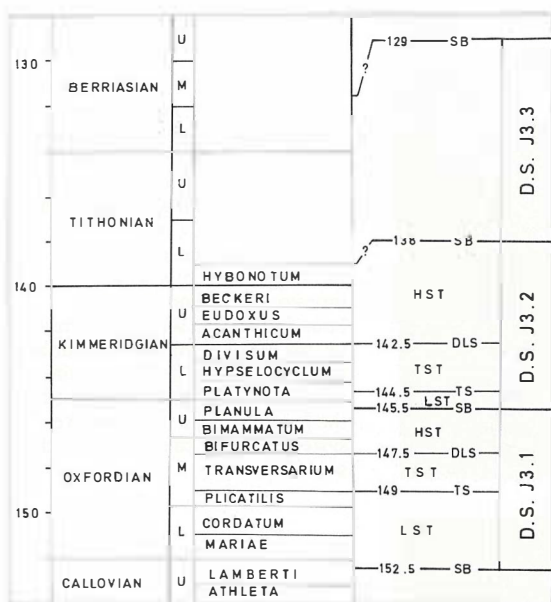 U
129 SB
130
?
BERRIASIAN
M
L
D.S. J3.3
U
TITHONIAN
L
? 138 SB
HYBONOTUM
140
BECKERI
HST
U
EUDOXUS
ACANTHICUM
D.S. J3.2
KIMMERIDGIAN
142.5 DLS
DIVISUM
L
HYPSELOCYCLUM
TST
PLATYNOTA
144.5 TS
LST
U
PLANULA
145.5 SB
BIMAMMATUM
HST
BIFURCATUS
147.5 DLS
OXFORDIAN
M
TRANSVERSARIUM
TST
D.S. J3.1
149 TS
PLICATILIS
150
L
CORDATUM
LST
MARIAE
152.5 SB
CALLOVIAN
U
LAMBERTI
ATHLETA